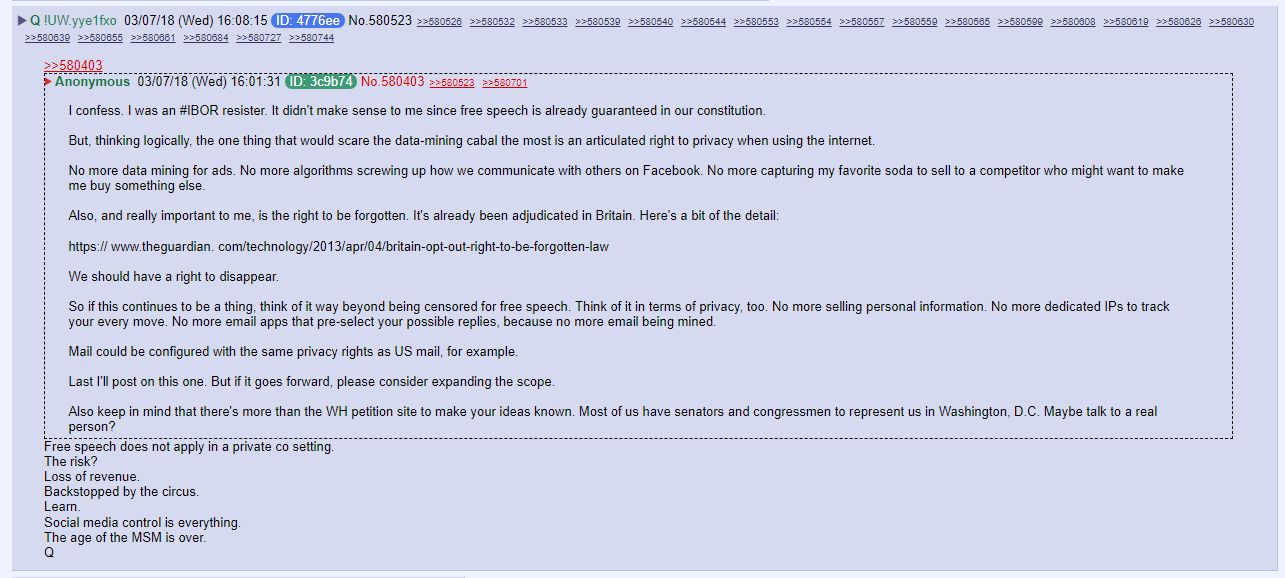 ▶Q !UW.yye1fxo 03/07/18 (Wed) 16:08:15 ID: 4776ee No.580523 >>580526 >>580532 >>580533 >>580539 >>580540 >>580544 >>580553 >>580554 >>580557 >>580559 >>580565 >>580599 >>580608 >>580619 >>580626 >>580630
>>580639 >>580655 >>580661 >>580684 >>580727 >>580744
>>580403
▶Anonymous 03/07/18 (Wed) 16:01:31 ID: 3c9b74 No.580403 >>580523 >>580701
I confess. I was an #IBOR resister. It didn't make sense to me since free speech is already guaranteed in our constitution.
But, thinking logically, the one thing that would scare the data-mining cabal the most is an articulated right to privacy when using the internet.
No more data mining for ads. No more algorithms screwing up how we communicate with others on Facebook. No more capturing my favorite soda to sell to a competitor who might want to make
me buy something else.
Also, and really important to me, is the right to be forgotten. It's already been adjudicated in Britain. Here's a bit of the detail:
https:// www.theguardian. com/technology/2013/apr/04/britain-opt-out-right-to-be-forgotten-law
We should have a right to disappear.
So if this continues to be a thing, think of it way beyond being censored for free speech. Think of it in terms of privacy, too. No more selling personal information. No more dedicated IPs to track
your every move. No more email apps that pre-select your possible replies, because no more email being mined.
Mail could be configured with the same privacy rights as US mail, for example.
Last I'll post on this one. But if it goes forward, please consider expanding the scope.
Also keep in mind that there's more than the WH petition site to make your ideas known. Most of us have senators and congressmen to represent us in Washington, D.C. Maybe talk to a real
person?
Free speech does not apply in a private co setting.
The risk?
Loss of revenue.
Backstopped by the circus.
Learn.
Social media control is everything.
The age of the MSM is over.
Q